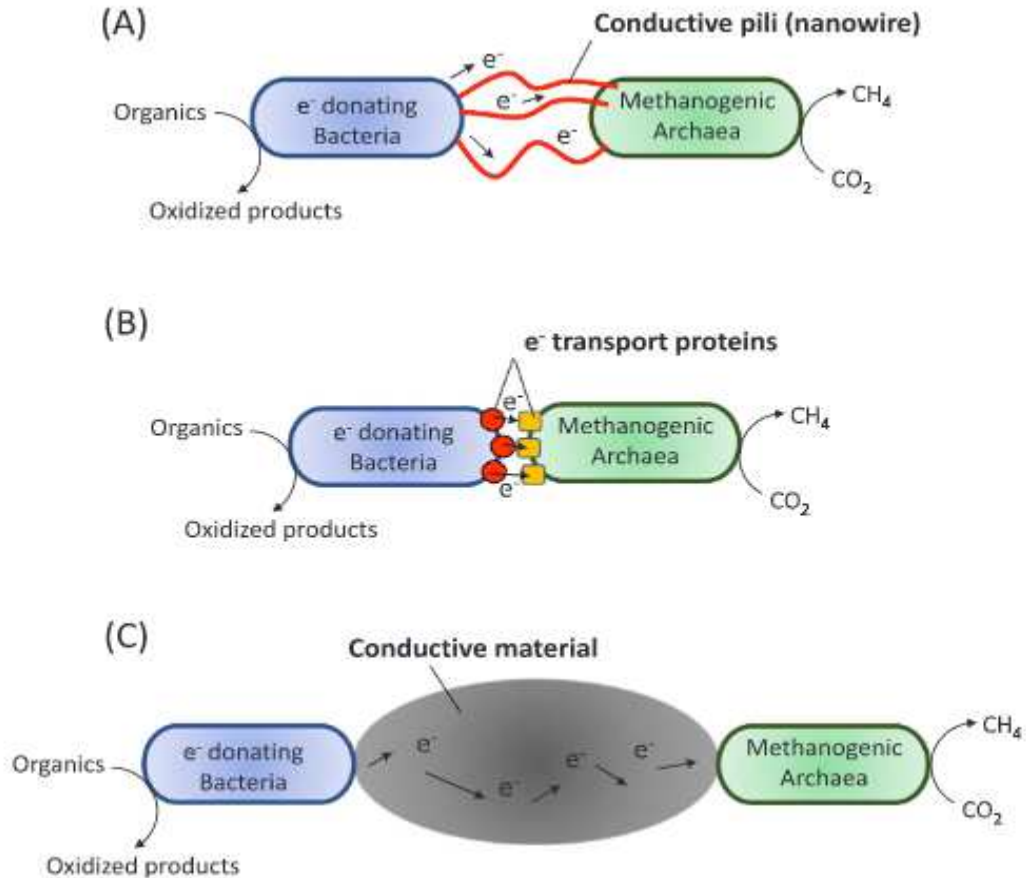 (A)
Conductive pili (nanowire)
e⁻
Organics
e⁻ donating
Bacteria
e⁻
e⁻
Methanogenic
Archaea
CH₄
CO₂
Oxidized products
(B)
e⁻ transport proteins
Organics
e⁻ donating
Bacteria
e⁻
e⁻
Methanogenic
Archaea
CH₄
CO₂
Oxidized products
(C)
Conductive material
Organics
e⁻ donating
Bacteria
e⁻
e⁻
e⁻
e⁻
Methanogenic
Archaea
CH₄
CO₂
Oxidized products